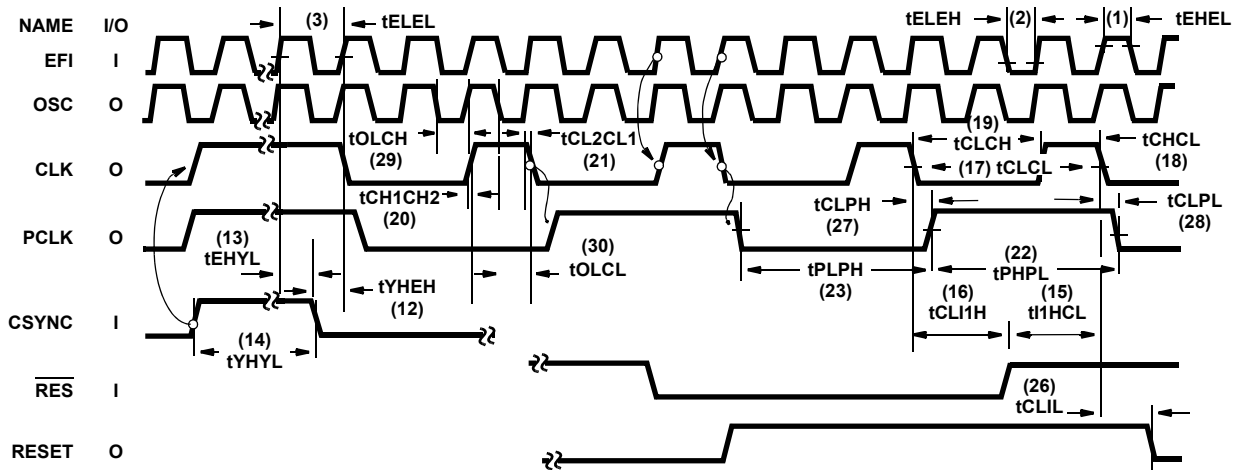 NAME I/O (3) tELEL tELEH (2) (1) tEHEL
EFI I
OSC O
tOLCH (29) tCL2CL1 (21) (19) tCLCH tCHCL (18)
CLK O (17) tCLCL
tCH1CH2 (20) tCLPH (27) tCLPL (28)
PCLK O
(13) tEHYL (30) tOLCL tPLPH (23) (22) tPHPL
tYHEH (12) (16) tCLI1H (15) tI1HCL
CSYNC I
(14) tYHYL
RES I
(26) tCLIL
RESET O